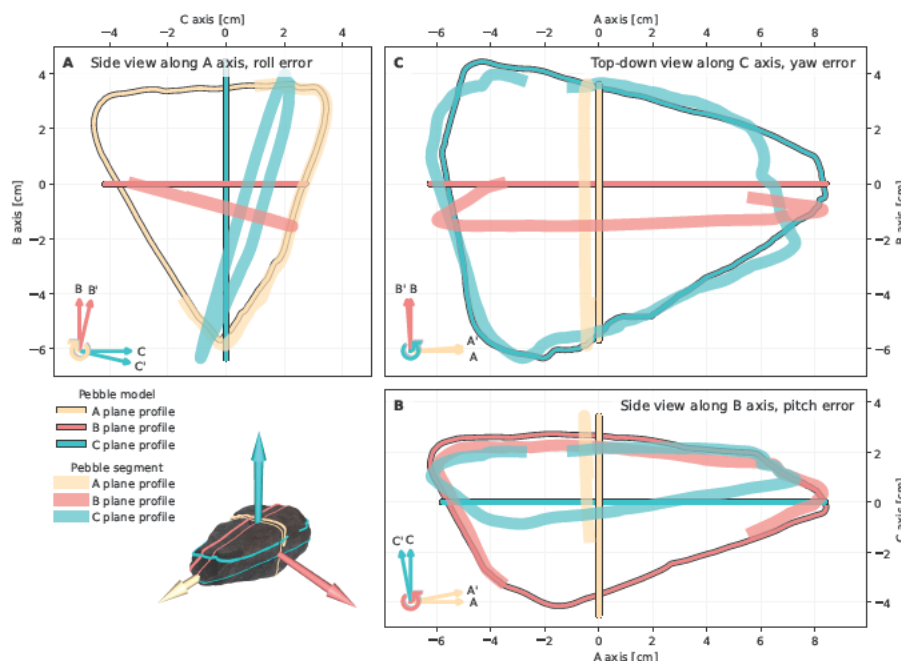 C axis [cm]
−4 −2 0 2 4
A axis [cm]
−6 −4 −2 0 2 4 6 8
A Side view along A axis, roll error
C Top-down view along C axis, yaw error
4
2
0
−2
−4
−6
B axis [cm]
B B'
C
C'
4
2
0
−2
−4
−6
B axis [cm]
B' B
A'
A
Pebble model
A plane profile
B plane profile
C plane profile
Pebble segment
A plane profile
B plane profile
C plane profile
B Side view along B axis, pitch error
4
2
0
−2
−4
C axis [cm]
C' C
A'
A
−6 −4 −2 0 2 4 6 8
A axis [cm]